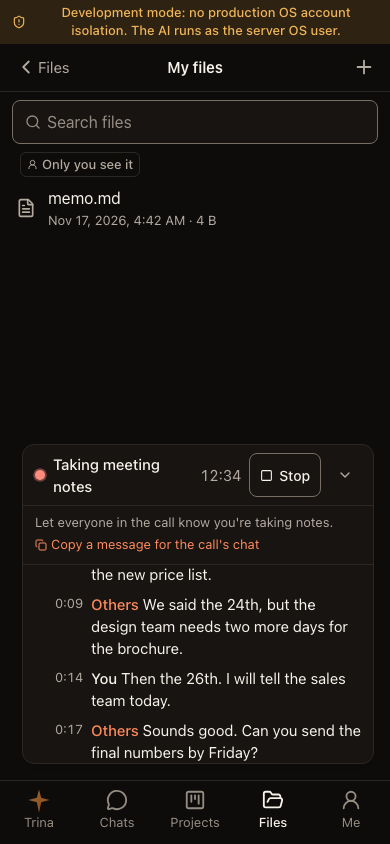 Development mode: no production OS account
isolation. The AI runs as the server OS user.
Files
My files
Search files
Only you see it
memo.md
Nov 17, 2026, 4:42 AM · 4 B
Taking meeting
notes
12:34
Stop
Let everyone in the call know you're taking notes.
Copy a message for the call's chat
the new price list.
0:09 Others We said the 24th, but the
design team needs two more days for
the brochure.
0:14 You Then the 26th. I will tell the sales
team today.
0:17 Others Sounds good. Can you send the
final numbers by Friday?
Trina Chats Projects Files Me